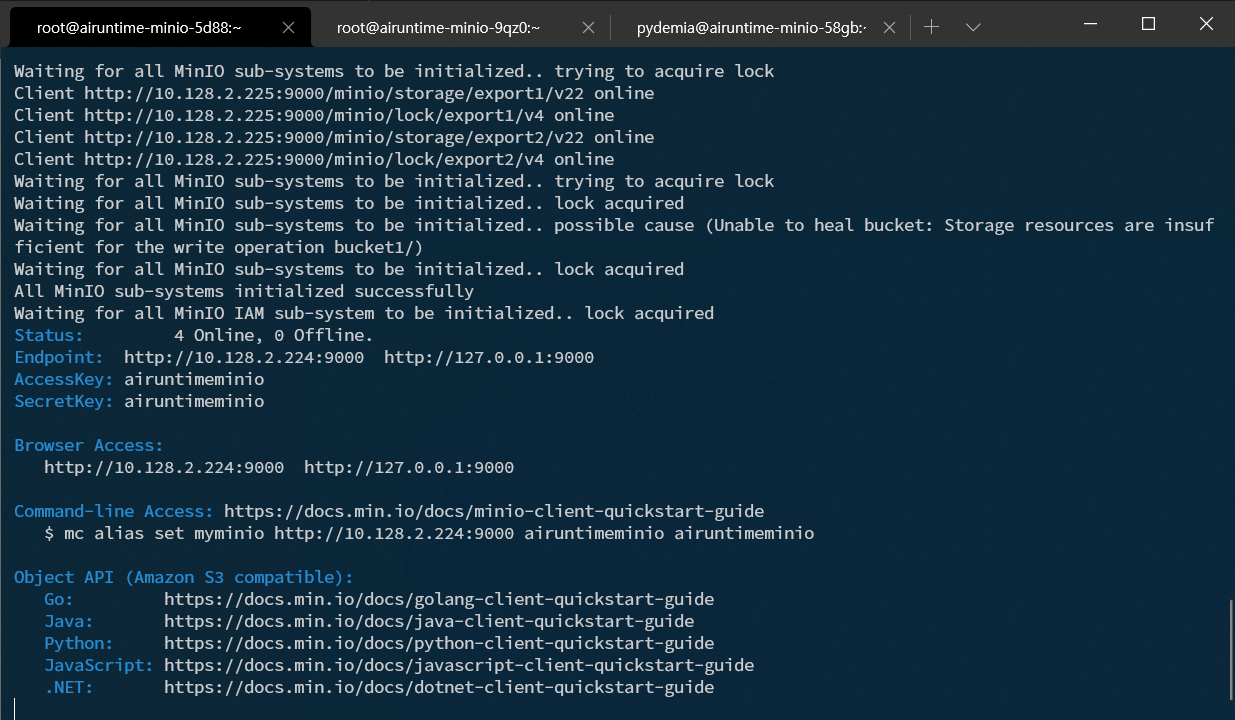 root@airuntime-minio-5d88:~
root@airuntime-minio-9qz0:~
pydemia@airuntime-minio-58gb:~
Waiting for all MinIO sub-systems to be initialized.. trying to acquire lock
Client http://10.128.2.225:9000/minio/storage/export1/v22 online
Client http://10.128.2.225:9000/minio/lock/export1/v4 online
Client http://10.128.2.225:9000/minio/storage/export2/v22 online
Client http://10.128.2.225:9000/minio/lock/export2/v4 online
Waiting for all MinIO sub-systems to be initialized.. trying to acquire lock
Waiting for all MinIO sub-systems to be initialized.. lock acquired
Waiting for all MinIO sub-systems to be initialized.. possible cause (Unable to heal bucket: Storage resources are insuf
ficient for the write operation bucket1/)
Waiting for all MinIO sub-systems to be initialized.. lock acquired
All MinIO sub-systems initialized successfully
Waiting for all MinIO IAM sub-system to be initialized.. lock acquired
Status:         4 Online, 0 Offline.
Endpoint:  http://10.128.2.224:9000  http://127.0.0.1:9000
AccessKey: airuntimeminio
SecretKey: airuntimeminio
Browser Access:
   http://10.128.2.224:9000  http://127.0.0.1:9000
Command-line Access: https://docs.min.io/docs/minio-client-quickstart-guide
   $ mc alias set myminio http://10.128.2.224:9000 airuntimeminio airuntimeminio
Object API (Amazon S3 compatible):
   Go:         https://docs.min.io/docs/golang-client-quickstart-guide
   Java:       https://docs.min.io/docs/java-client-quickstart-guide
   Python:     https://docs.min.io/docs/python-client-quickstart-guide
   JavaScript: https://docs.min.io/docs/javascript-client-quickstart-guide
   .NET:       https://docs.min.io/docs/dotnet-client-quickstart-guide